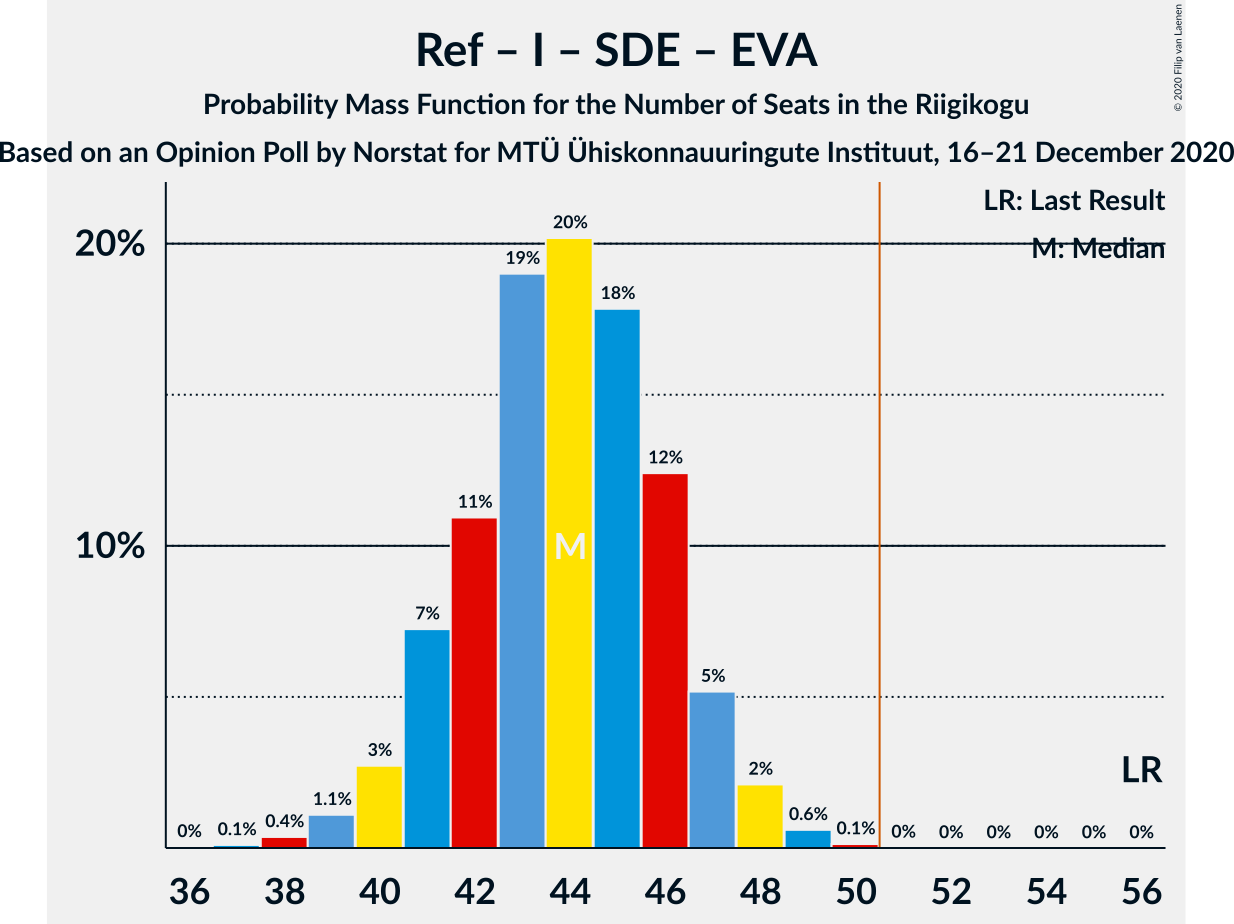 Ref – I – SDE – EVA
Probability Mass Function for the Number of Seats in the Riigikogu
Based on an Opinion Poll by Norstat for MTÜ Ühiskonnauuringute Instituut, 16–21 December 2020
© 2020 Filip van Laenen
LR: Last Result
M: Median
20%
10%
0%
0.1%
0.4%
1.1%
3%
7%
11%
19%
20%
18%
12%
5%
2%
0.6%
0.1%
0%
0%
0%
0%
0%
0%
M
LR
36 38 40 42 44 46 48 50 52 54 56